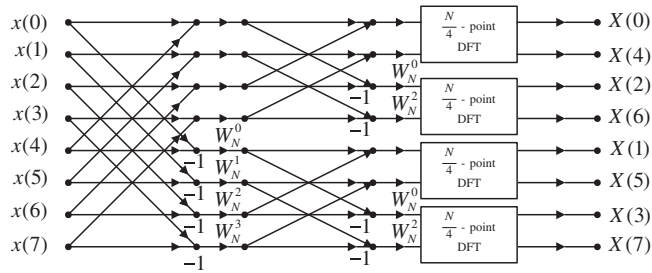 x(0)
x(1)
x(2)
x(3)
x(4)
x(5)
x(6)
x(7)
-1
-1
-1
-1
W_N^0
W_N^1
W_N^2
W_N^3
-1
-1
-1
-1
W_N^0
W_N^2
W_N^0
W_N^2
N/4 - point
DFT
N/4 - point
DFT
N/4 - point
DFT
N/4 - point
DFT
X(0)
X(4)
X(2)
X(6)
X(1)
X(5)
X(3)
X(7)